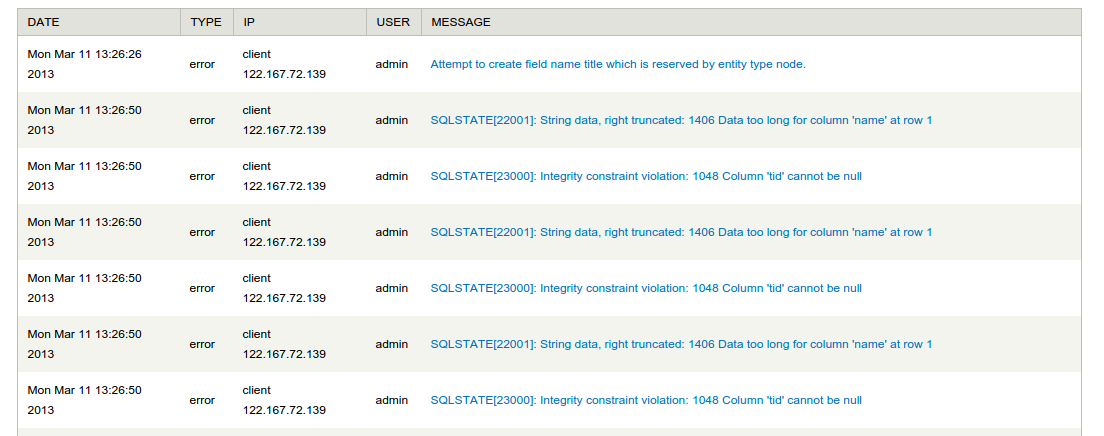 DATE TYPE IP USER MESSAGE
Mon Mar 11 13:26:26
2013
error
client
122.167.72.139
admin
Attempt to create field name title which is reserved by entity type node.
Mon Mar 11 13:26:50
2013
error
client
122.167.72.139
admin
SQLSTATE[22001]: String data, right truncated: 1406 Data too long for column 'name' at row 1
Mon Mar 11 13:26:50
2013
error
client
122.167.72.139
admin
SQLSTATE[23000]: Integrity constraint violation: 1048 Column 'tid' cannot be null
Mon Mar 11 13:26:50
2013
error
client
122.167.72.139
admin
SQLSTATE[22001]: String data, right truncated: 1406 Data too long for column 'name' at row 1
Mon Mar 11 13:26:50
2013
error
client
122.167.72.139
admin
SQLSTATE[23000]: Integrity constraint violation: 1048 Column 'tid' cannot be null
Mon Mar 11 13:26:50
2013
error
client
122.167.72.139
admin
SQLSTATE[22001]: String data, right truncated: 1406 Data too long for column 'name' at row 1
Mon Mar 11 13:26:50
2013
error
client
122.167.72.139
admin
SQLSTATE[23000]: Integrity constraint violation: 1048 Column 'tid' cannot be null